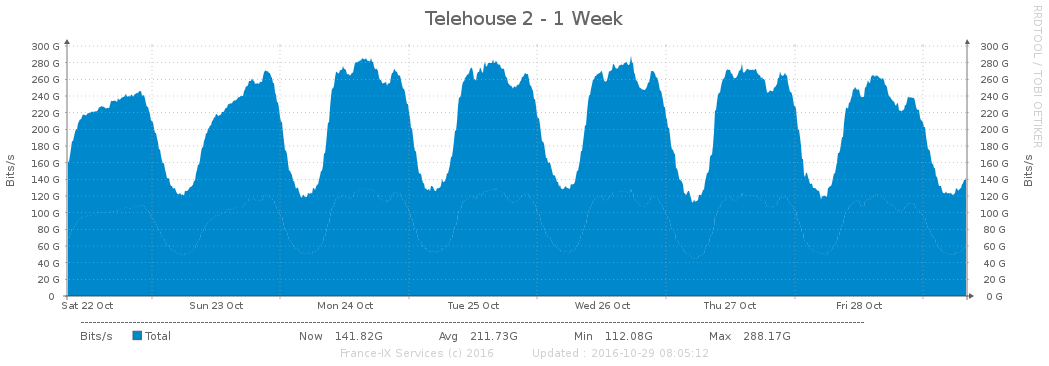 Telehouse 2 - 1 Week
RRDTOOL / TOBI OETIKER
Bits/s
300 G 300 G
280 G 280 G
260 G 260 G
240 G 240 G
220 G 220 G
200 G 200 G
180 G 180 G
160 G 160 G
140 G 140 G
120 G 120 G
100 G 100 G
80 G 80 G
60 G 60 G
40 G 40 G
20 G 20 G
0 0 G
Bits/s
Sat 22 Oct Sun 23 Oct Mon 24 Oct Tue 25 Oct Wed 26 Oct Thu 27 Oct Fri 28 Oct
Bits/s Total Now 141.82G Avg 211.73G Min 112.08G Max 288.17G
France-IX Services (c) 2016 Updated : 2016-10-29 08:05:12